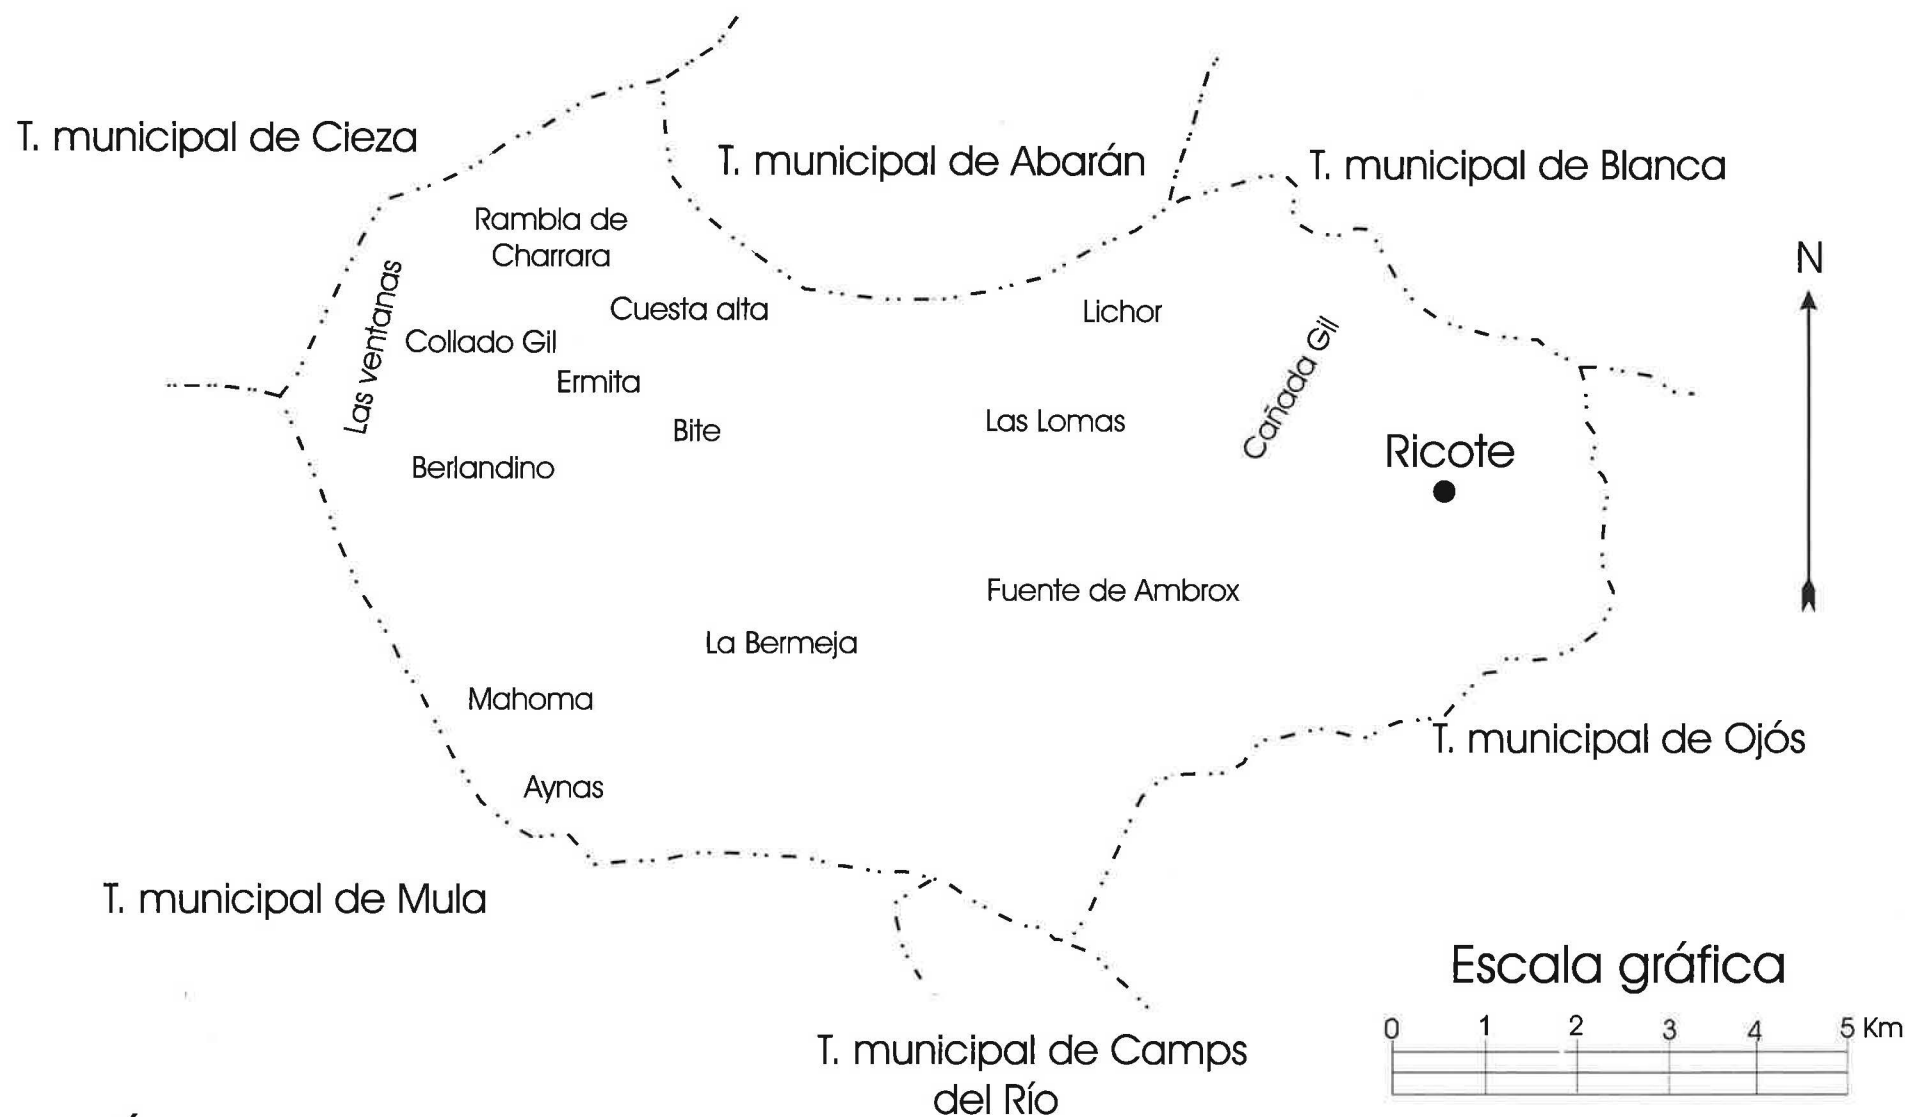 T. municipal de Cieza
T. municipal de Abarán
T. municipal de Blanca
Rambla de
Charrara
N
Las ventanas
Cuesta alta
Lichor
Collado Gil
Cañada Gil
Ermita
Las Lomas
Bite
Ricote
Berlandino
Fuente de Ambrox
La Bermeja
Mahoma
T. municipal de Ojós
Aynas
T. municipal de Mula
Escala gráfica
0 1 2 3 4 5 Km
T. municipal de Camps
del Río